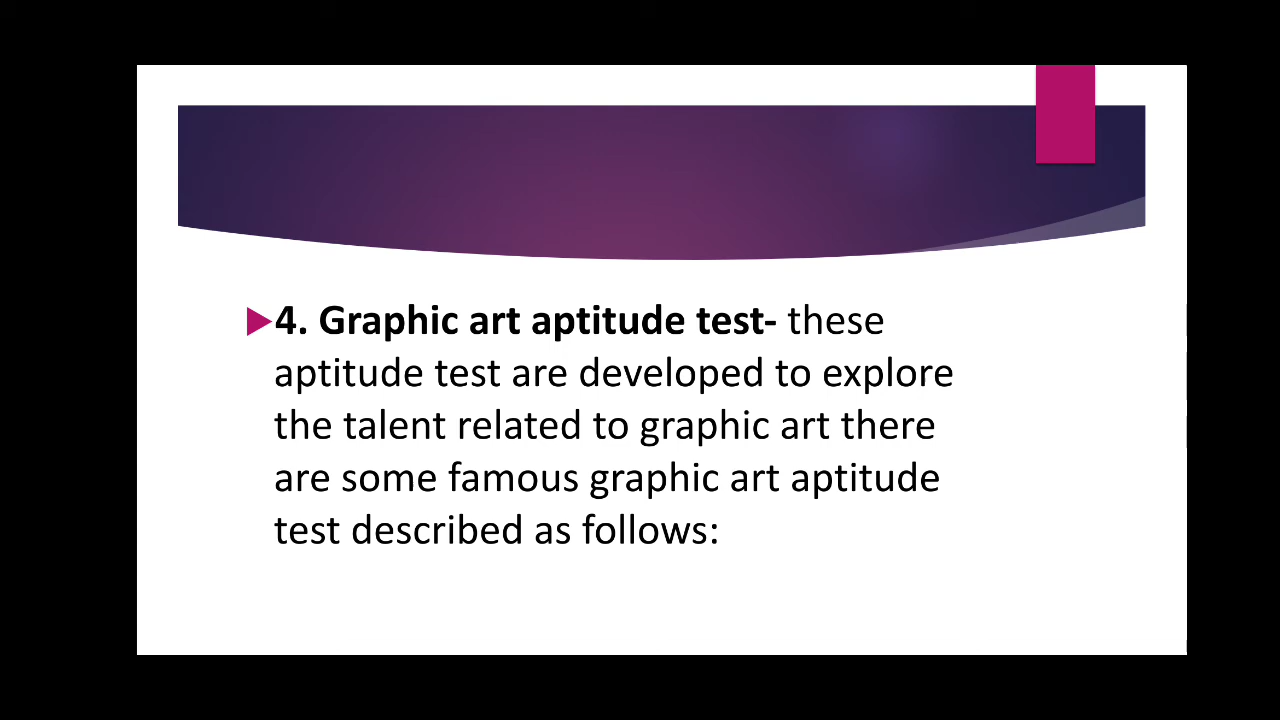 4. Graphic art aptitude test- these
aptitude test are developed to explore
the talent related to graphic art there
are some famous graphic art aptitude
test described as follows: